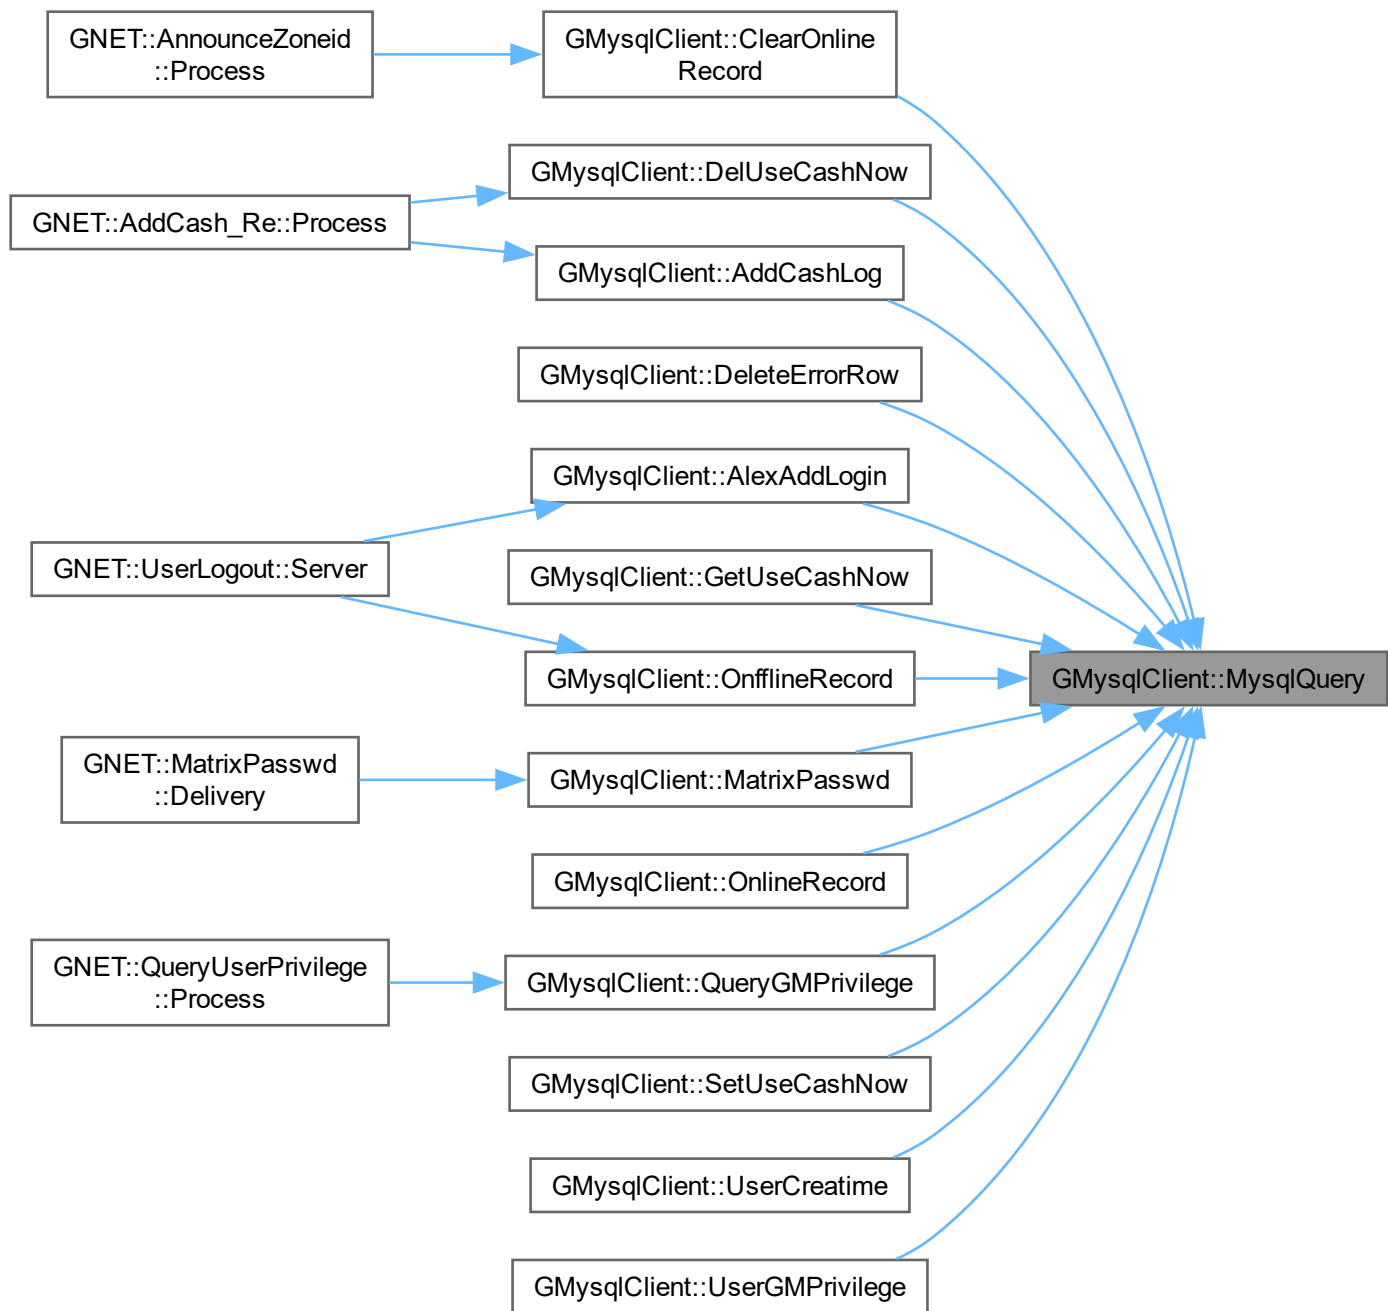 GNET::AnnounceZoneid
::Process
GMysqlClient::ClearOnline
Record
GMysqlClient::DelUseCashNow
GNET::AddCash_Re::Process
GMysqlClient::AddCashLog
GMysqlClient::DeleteErrorRow
GMysqlClient::AlexAddLogin
GNET::UserLogout::Server
GMysqlClient::GetUseCashNow
GMysqlClient::OnfflineRecord
GMysqlClient::MysqlQuery
GNET::MatrixPasswd
::Delivery
GMysqlClient::MatrixPasswd
GMysqlClient::OnlineRecord
GNET::QueryUserPrivilege
::Process
GMysqlClient::QueryGMPrivilege
GMysqlClient::SetUseCashNow
GMysqlClient::UserCreatime
GMysqlClient::UserGMPrivilege